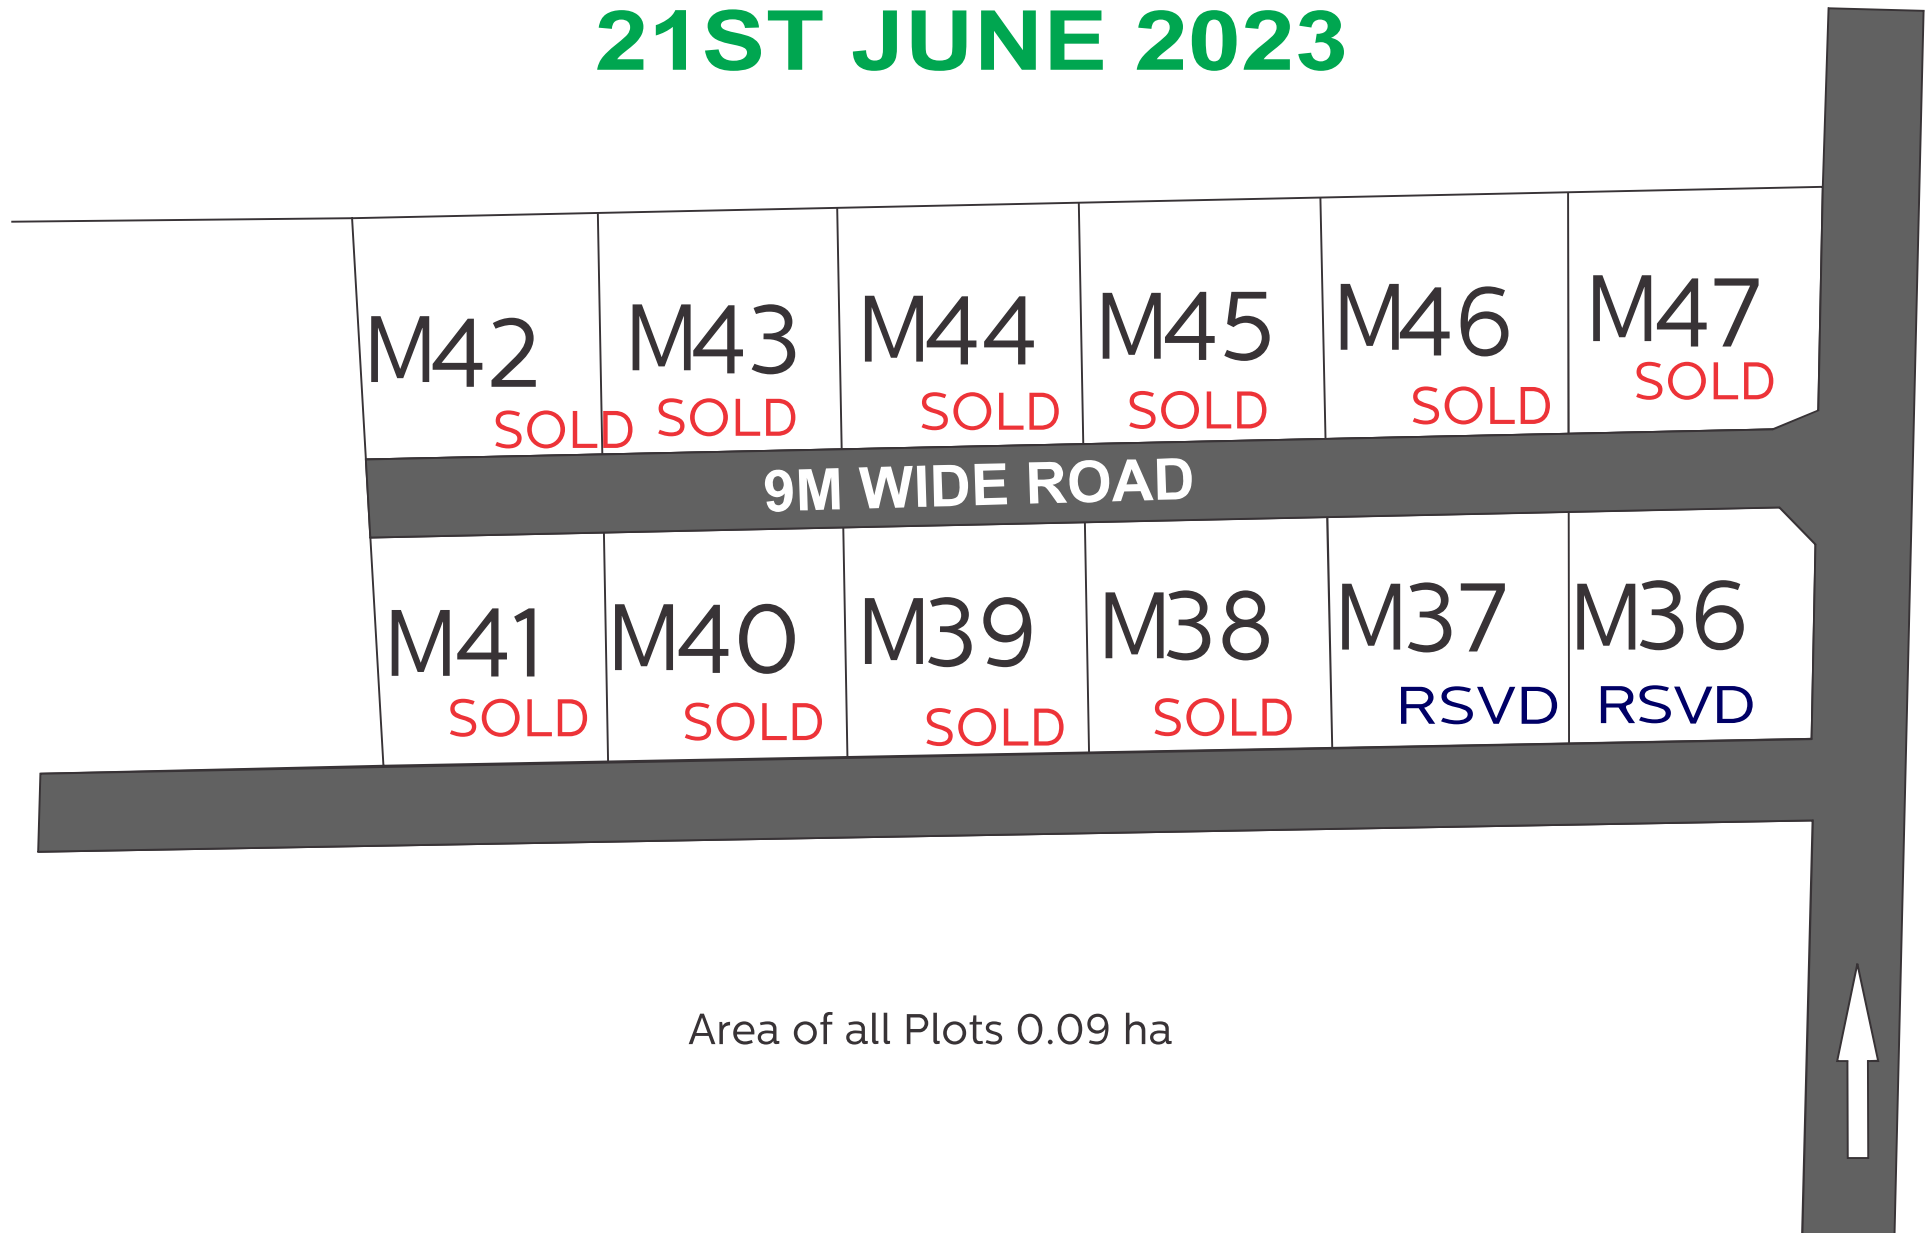 21ST JUNE 2023
M42 M43 M44 M45 M46 M47
SOLD SOLD SOLD SOLD SOLD SOLD
9M WIDE ROAD
M41 M40 M39 M38 M37 M36
SOLD SOLD SOLD SOLD RSVD RSVD
Area of all Plots 0.09 ha